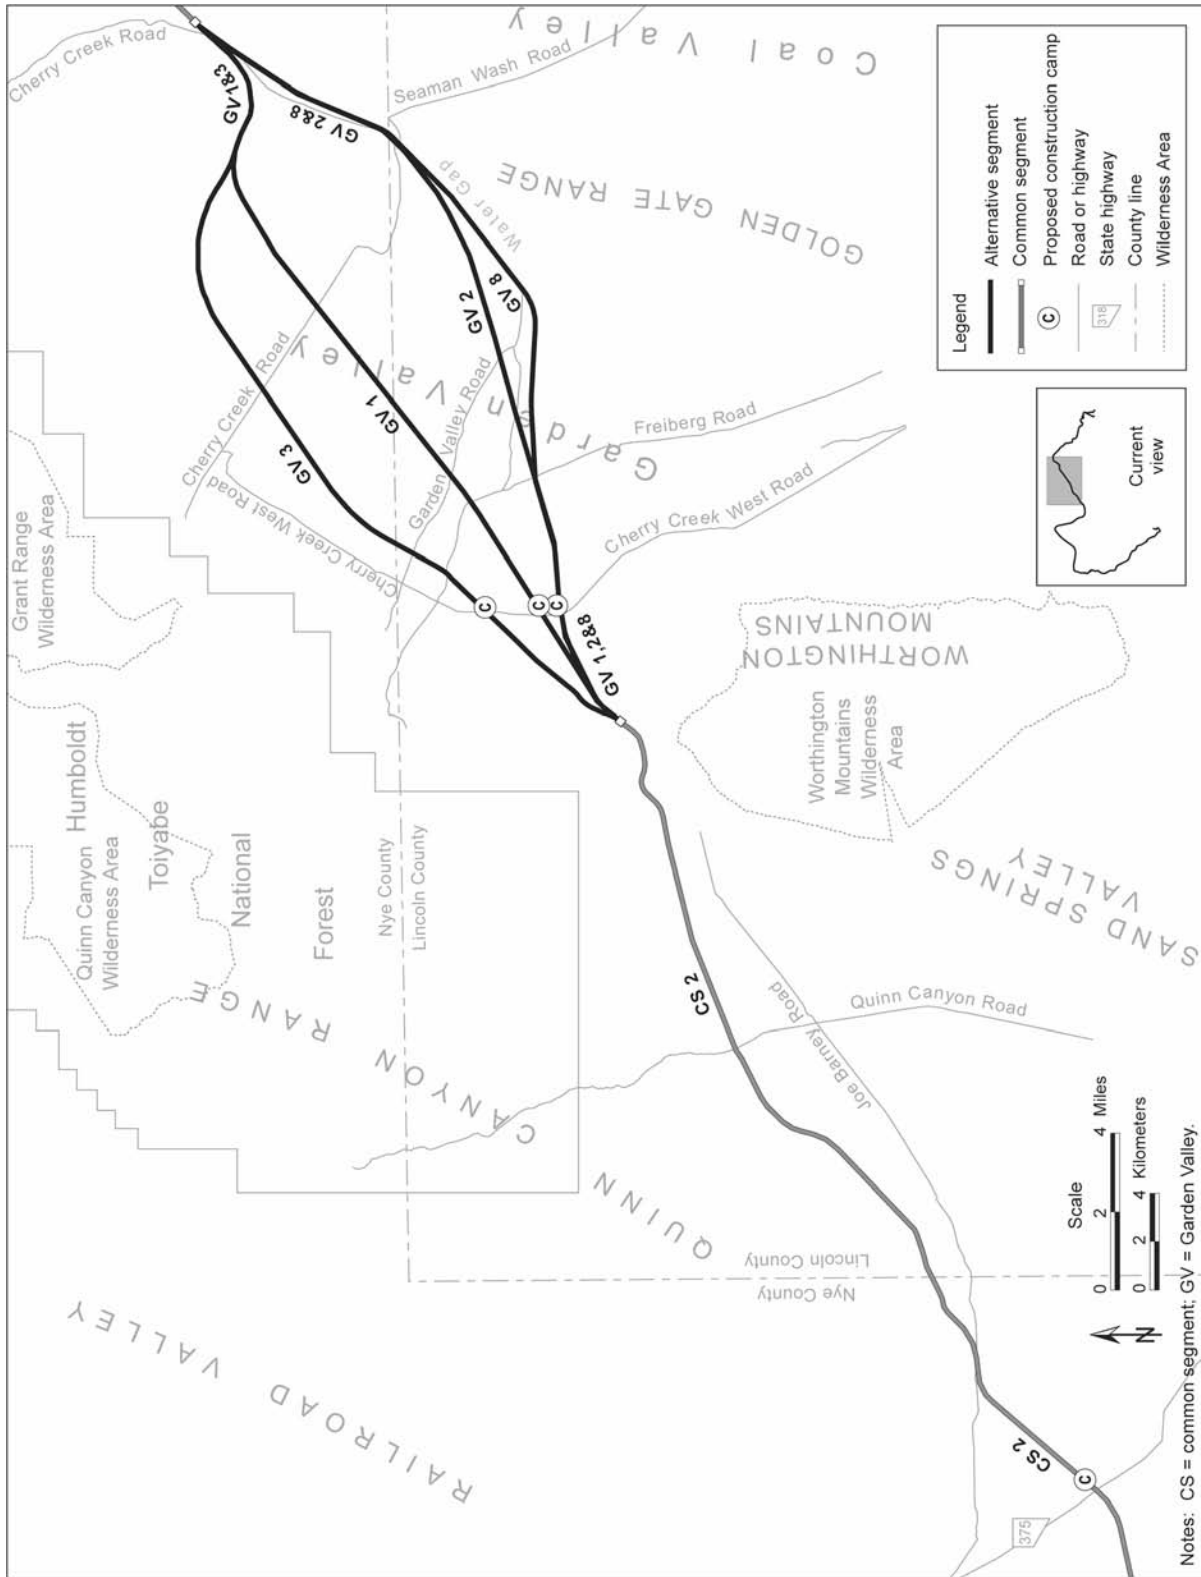 Cherry Creek Road
GV 1&3
GV 2&8
Seaman Wash Road
Coal Valley
Water Gap
GOLDEN GATE RANGE
GV 2
GV 8
GV 1
GV 3
Cherry Creek Road
Garden Valley
Garden Valley Road
Freiberg Road
Cherry Creek West Road
Cherry Creek West Road
C
C
C
GV 1,2&8
Grant Range
Wilderness Area
Humboldt
Toiyabe
National
Forest
Quinn Canyon
Wilderness Area
Nye County
Lincoln County
WORTHINGTON
MOUNTAINS
Worthington
Mountains
Wilderness
Area
SAND SPRINGS
VALLEY
QUINN CANYON RANGE
CS 2
Quinn Canyon Road
Joe Barney Road
Lincoln County
Nye County
RAILROAD VALLEY
CS 2
C
375
Legend
Alternative segment
Common segment
C Proposed construction camp
Road or highway
318 State highway
County line
Wilderness Area
Current
view
N
Scale
0 2 4 Miles
0 2 4 Kilometers
Notes: CS = common segment; GV = Garden Valley.